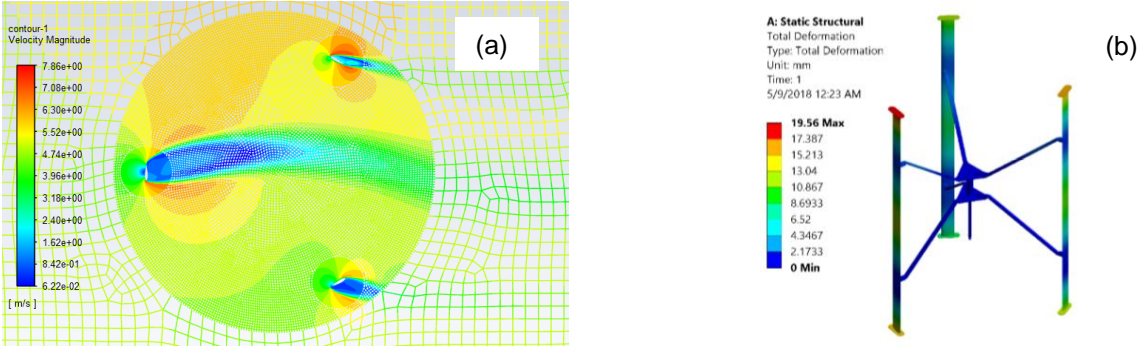 contour-1
Velocity Magnitude
7.86e+00
7.08e+00
6.30e+00
5.52e+00
4.74e+00
3.96e+00
3.18e+00
2.40e+00
1.62e+00
8.42e-01
6.22e-02
[ m/s ]
(a)
A: Static Structural
Total Deformation
Type: Total Deformation
Unit: mm
Time: 1
5/9/2018 12:23 AM
19.56 Max
17.387
15.213
13.04
10.867
8.6933
6.52
4.3467
2.1733
0 Min
(b)